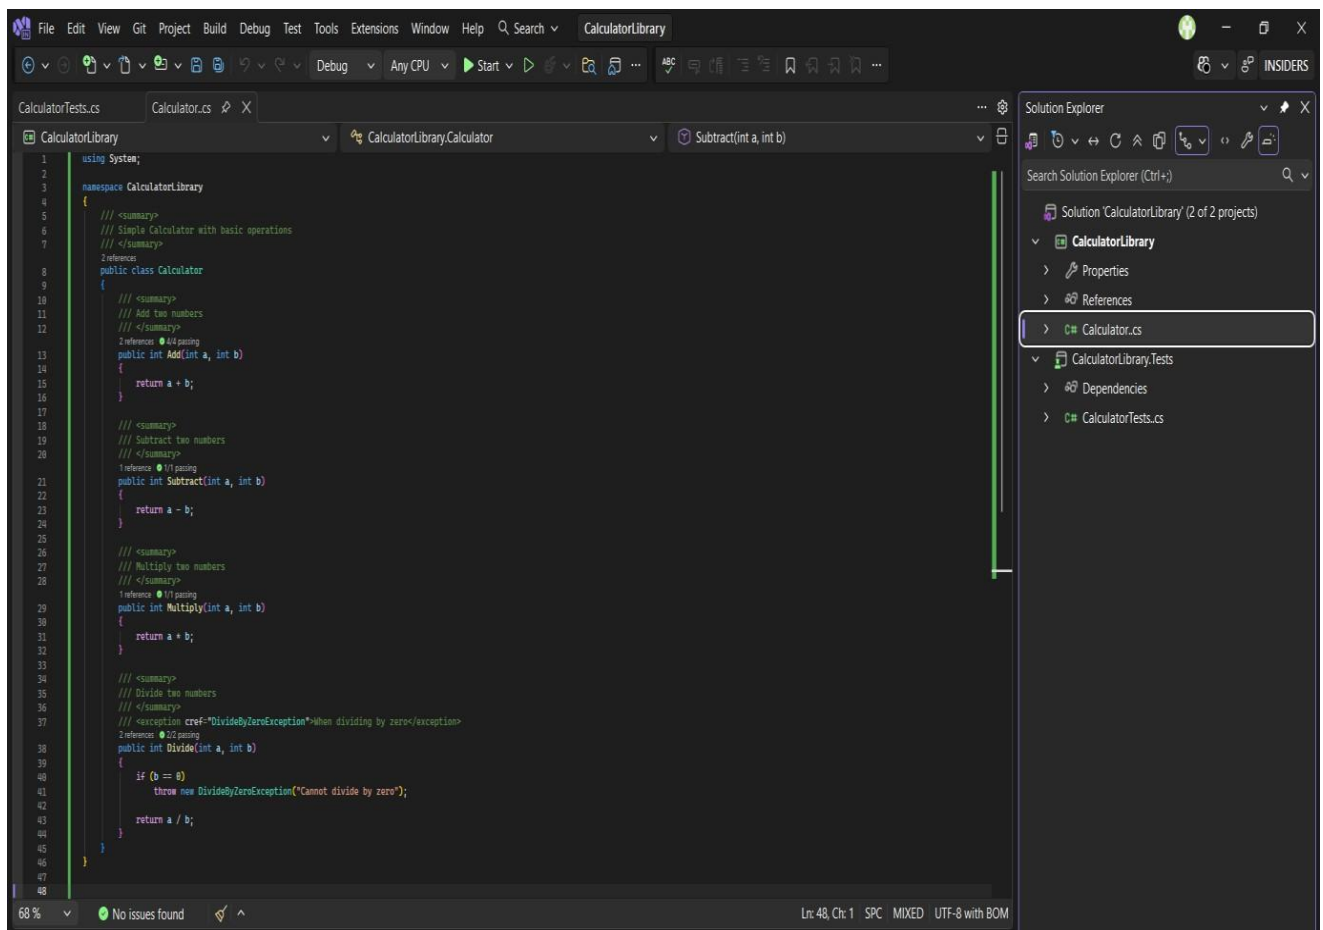 File Edit View Git Project Build Debug Test Tools Extensions Window Help Search CalculatorLibrary
Debug Any CPU Start ABC INSIDERS
CalculatorTests.cs Calculator.cs
CalculatorLibrary CalculatorLibrary.Calculator Subtract(int a, int b)
1 using System;
2
3 namespace CalculatorLibrary
4 {
5 /// <summary>
6 /// Simple Calculator with basic operations
7 /// </summary>
2 references
8 public class Calculator
9 {
10 /// <summary>
11 /// Add two numbers
12 /// </summary>
2 references 4/4 passing
13 public int Add(int a, int b)
14 {
15 return a + b;
16 }
17
18 /// <summary>
19 /// Subtract two numbers
20 /// </summary>
1 reference 1/1 passing
21 public int Subtract(int a, int b)
22 {
23 return a - b;
24 }
25
26 /// <summary>
27 /// Multiply two numbers
28 /// </summary>
1 reference 1/1 passing
29 public int Multiply(int a, int b)
30 {
31 return a * b;
32 }
33
34 /// <summary>
35 /// Divide two numbers
36 /// </summary>
37 /// <exception cref="DivideByZeroException">When dividing by zero</exception>
2 references 2/2 passing
38 public int Divide(int a, int b)
39 {
40 if (b == 0)
41 throw new DivideByZeroException("Cannot divide by zero");
42
43 return a / b;
44 }
45 }
46 }
47
48
68 % No issues found Ln: 48, Ch: 1 SPC MIXED UTF-8 with BOM
Solution Explorer
Search Solution Explorer (Ctrl+;)
Solution 'CalculatorLibrary' (2 of 2 projects)
CalculatorLibrary
Properties
References
C# Calculator.cs
CalculatorLibrary.Tests
Dependencies
C# CalculatorTests.cs